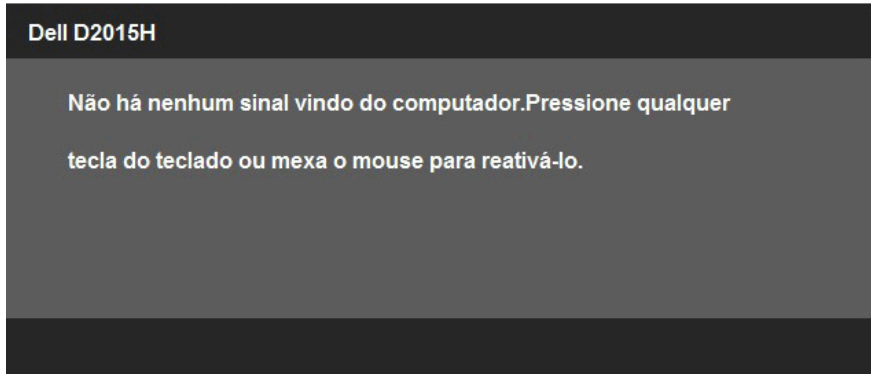 Dell D2015H
Não há nenhum sinal vindo do computador.Pressione qualquer
tecla do teclado ou mexa o mouse para reativá-lo.